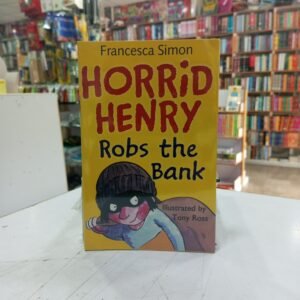 Francesca Simon
HORRiD
HENRY
Robs the
Bank
Illustrated by
Tony Ross